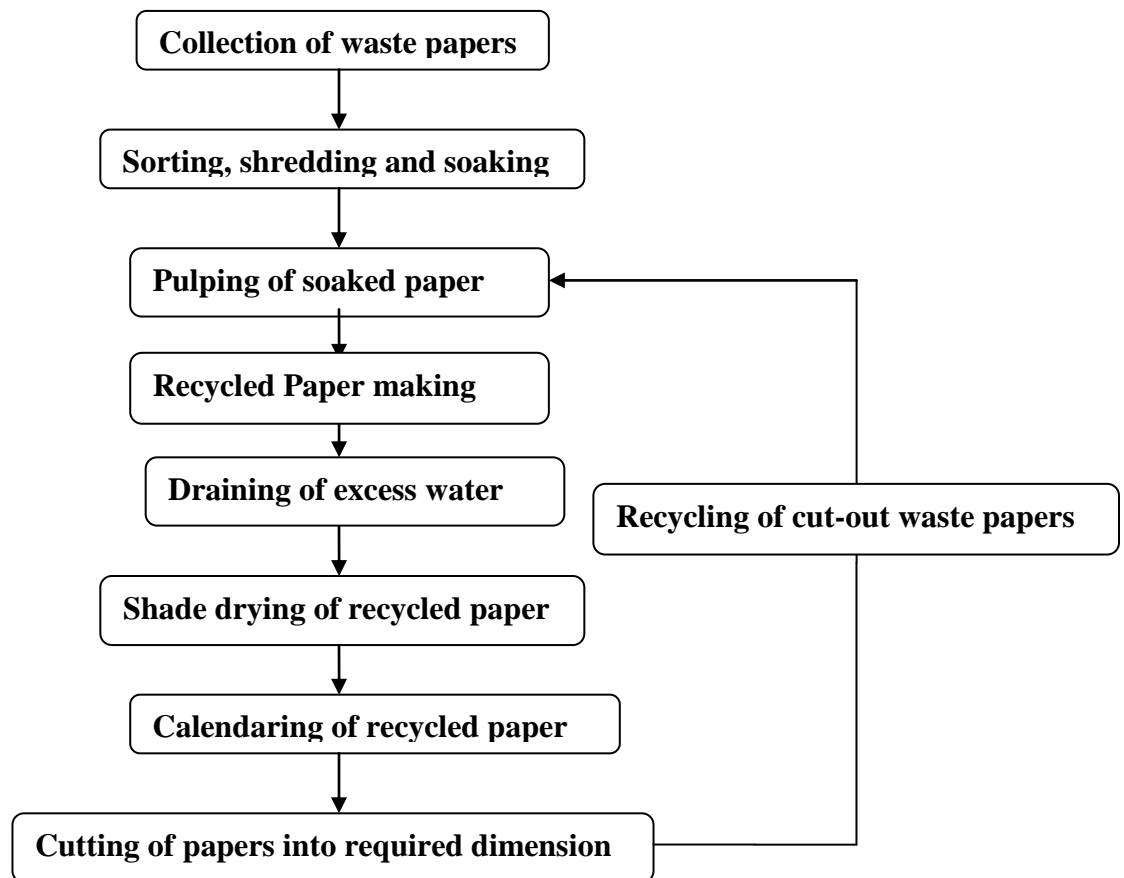 Collection of waste papers
Sorting, shredding and soaking
Pulping of soaked paper
Recycled Paper making
Draining of excess water
Recycling of cut-out waste papers
Shade drying of recycled paper
Calendaring of recycled paper
Cutting of papers into required dimension